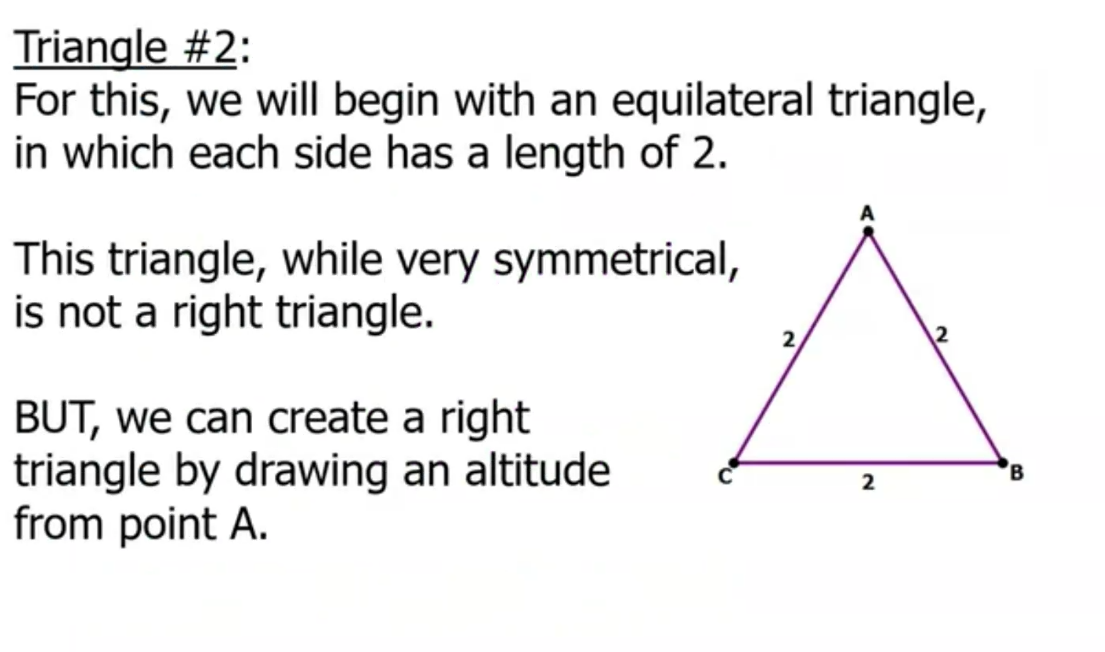 Triangle #2:
For this, we will begin with an equilateral triangle,
in which each side has a length of 2.
This triangle, while very symmetrical,
is not a right triangle.
BUT, we can create a right
triangle by drawing an altitude
from point A.
A
2
2
C
B
2